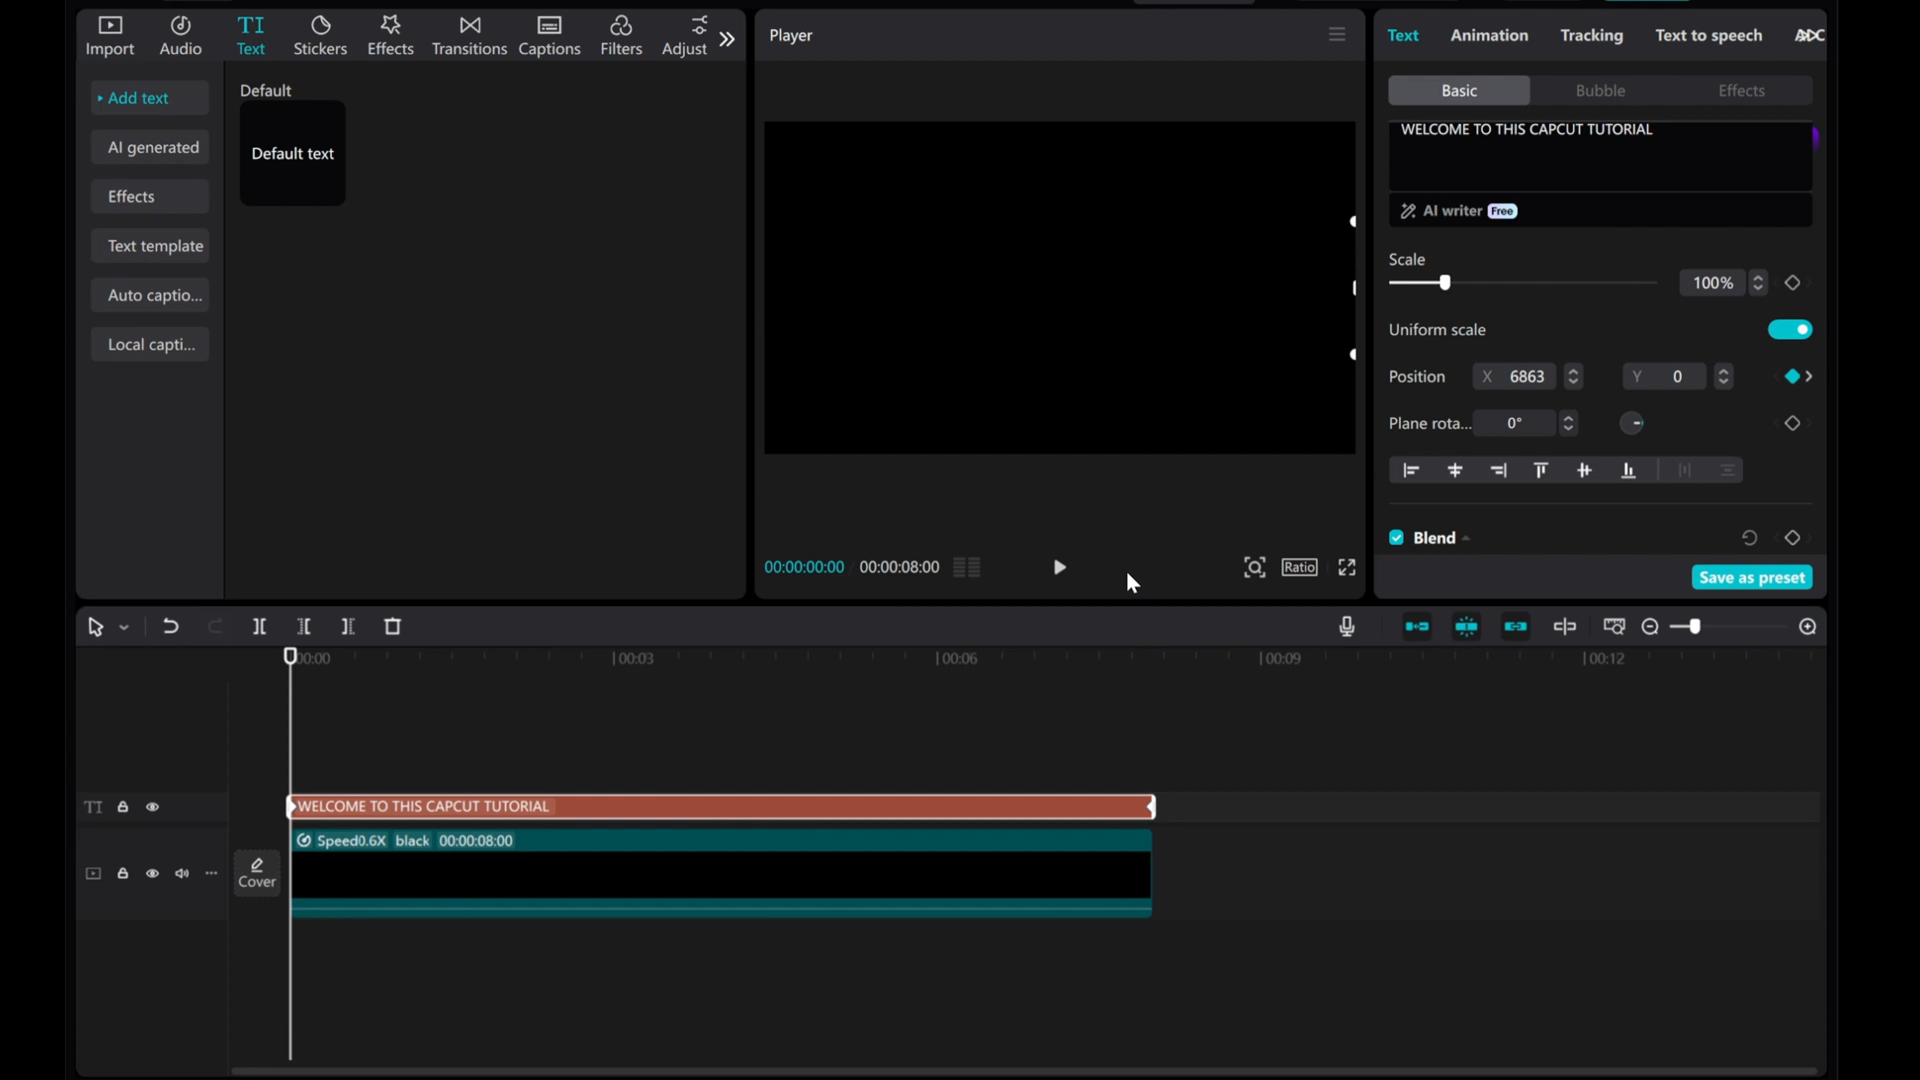 Import
Audio
TI
Text
Stickers
Effects
Transitions
Captions
Filters
Adjust
Add text
AI generated
Effects
Text template
Auto captio...
Local capti...
Default
Default text
Player
00:00:00:00
00:00:08:00
Ratio
Text
Animation
Tracking
Text to speech
Basic
Bubble
Effects
WELCOME TO THIS CAPCUT TUTORIAL
AI writer Free
Scale
100%
Uniform scale
Position X 6863 Y 0
Plane rota... 0°
Blend
Save as preset
00:00
00:03
00:06
00:09
00:12
TI
WELCOME TO THIS CAPCUT TUTORIAL
Speed0.6X black 00:00:08:00
Cover